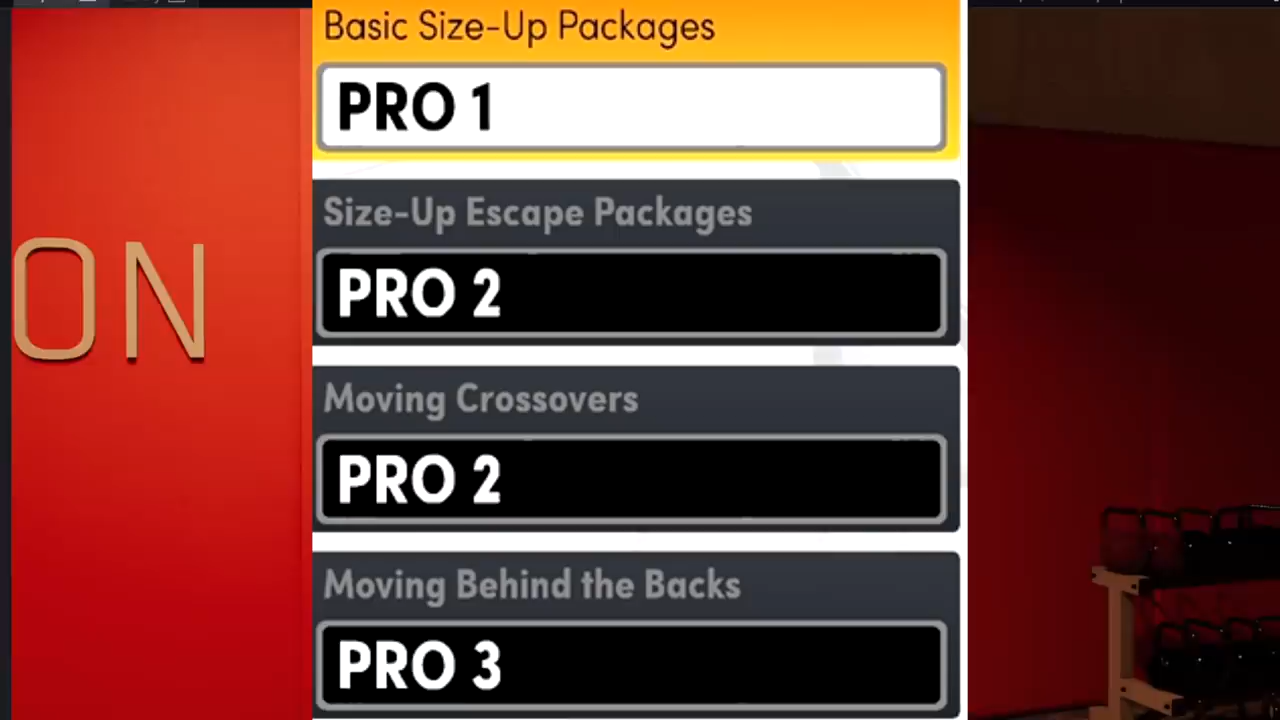 Basic Size-Up Packages
PRO 1
Size-Up Escape Packages
PRO 2
Moving Crossovers
PRO 2
Moving Behind the Backs
PRO 3
ON